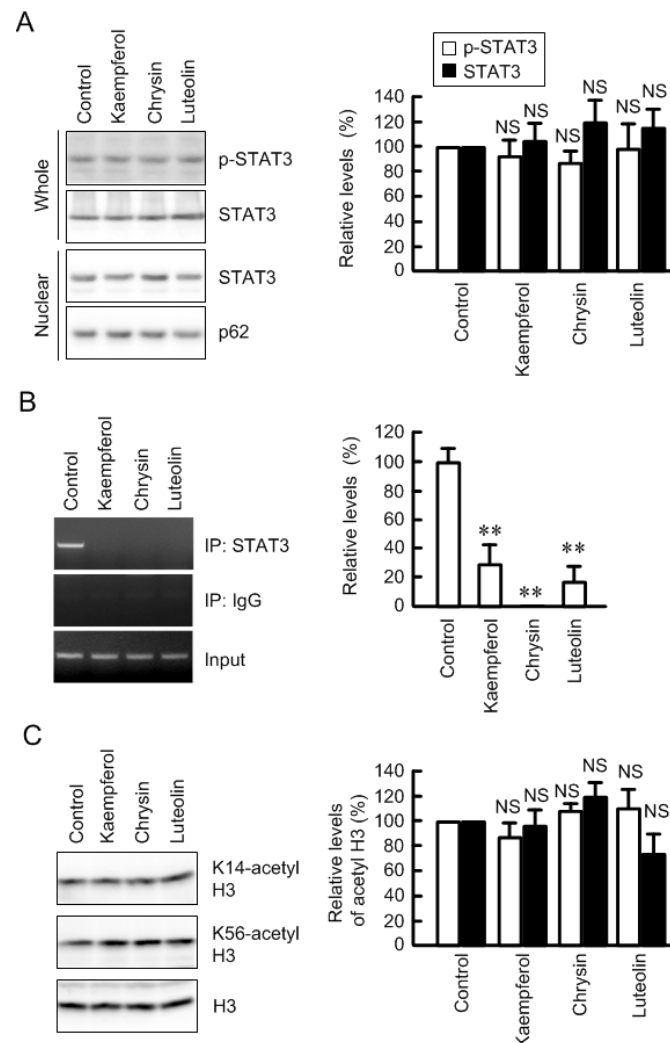 A
Control
Kaempferol
Chrysin
Luteolin
Whole
p-STAT3
STAT3
Nuclear
STAT3
p62
p-STAT3
STAT3
Relative levels (%)
140
120
100
80
60
40
20
0
NS NS
NS NS
NS NS
Control
Kaempferol
Chrysin
Luteolin
B
Control
Kaempferol
Chrysin
Luteolin
IP: STAT3
IP: IgG
Input
Relative levels (%)
120
100
80
60
40
20
0
**
**
**
Control
Kaempferol
Chrysin
Luteolin
C
Control
Kaempferol
Chrysin
Luteolin
K14-acetyl
H3
K56-acetyl
H3
H3
Relative levels
of acetyl H3 (%)
140
120
100
80
60
40
20
0
NS NS
NS NS
NS NS
Control
Kaempferol
Chrysin
Luteolin